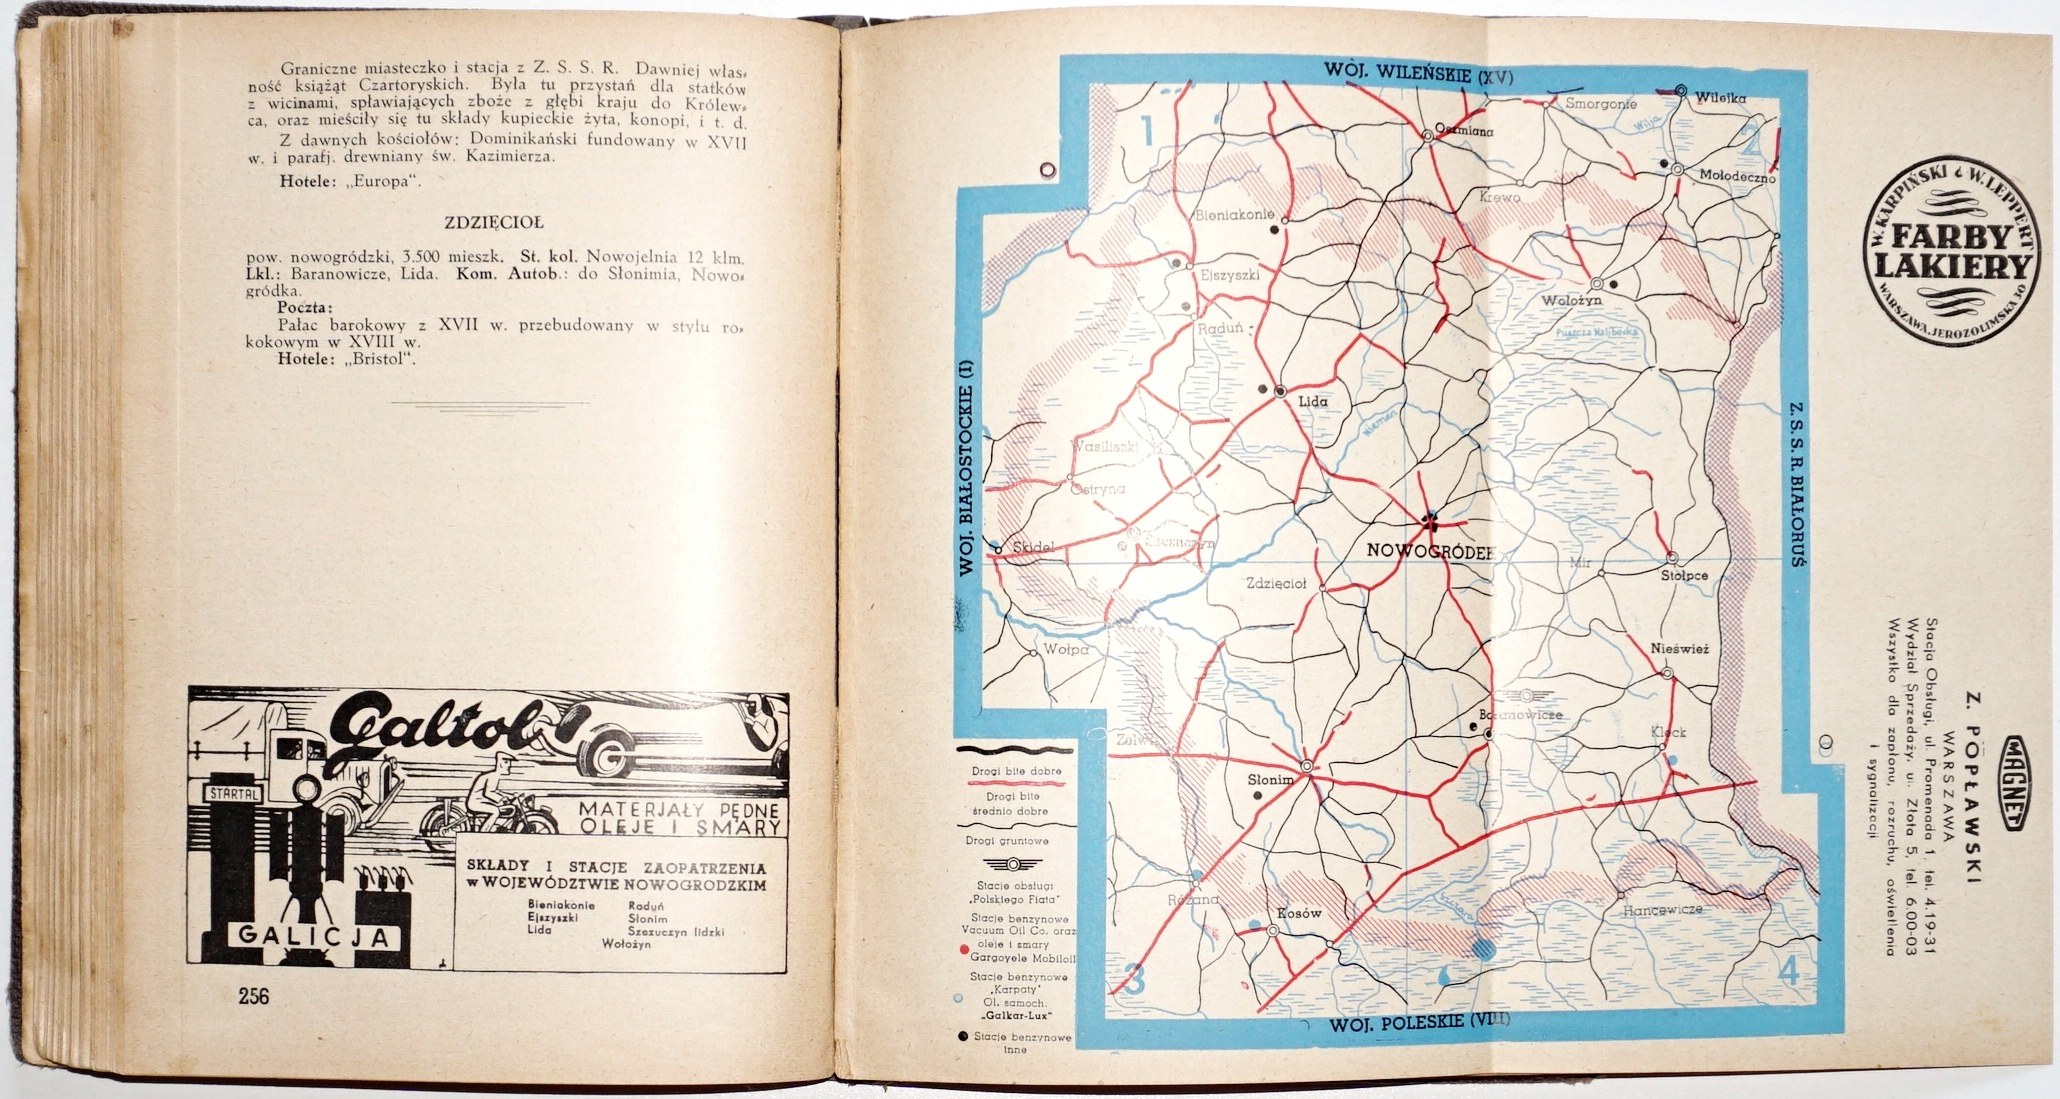 Graniczne miasteczko i stacja z Z. S. S. R. Dawniej włas-
ność książąt Czartoryskich. Była tu przystań dla statków
z wicinami, spławiających zboże z głębi kraju do Królew-
ca, oraz mieściły się tu składy kupieckie żyta, konopi, i t. d.
Z dawnych kościołów: Dominikański fundowany w XVII
w. i parafj. drewniany św. Kazimierza.
Hotele: „Europa“.
ZDZIĘCIOŁ
pow. nowogródzki, 3.500 mieszk. St. kol. Nowojelnia 12 klm.
Lkl.: Baranowicze, Lida. Kom. Autob.: do Słonimia, Nowo-
gródka.
Poczta:
Pałac barokowy z XVII w. przebudowany w stylu ro-
kokowym w XVIII w.
Hotele: „Bristol“.
Galtol
STARTAL
MATERJAŁY PĘDNE
OLEJE I SMARY
SKŁADY I STACJE ZAOPATRZENIA
w WOJEWÓDZTWIE NOWOGRODZKIM
Bieniakonie Raduń
Ejszyszki Słonim
Lida Szczuczyn lidzki
Wołożyn
GALICJA
256
WOJ. WILEŃSKIE (XV)
WOJ. BIAŁOSTOCKIE (I)
Z. S. S. R. BIAŁORUŚ
WOJ. POLESKIE (VIII)
1
2
3
4
Smorgonie
Wilejka
Oszmiana
Wilja
Mołodeczno
Krewo
Bieniakonie
Ejszyszki
Wołożyn
Raduń
Puszcza Nalibocka
Lida
Niemen
Wasiliszki
Ostryna
Skidel
Szczuczyn
NOWOGRÓDEK
Mir
Stołpce
Zdzięcioł
Wołpa
Nieśwież
Baranowicze
Kleck
Zelwa
Słonim
Różana
Kosów
Hancewicze
Drogi bite dobre
Drogi bite
średnio dobre
Drogi gruntowe
Stacje obsługi
„Polskiego Fiata“
Stacje benzynowe
Vacuum Oil Co. oraz
oleje i smary
Gargoyele Mobiloil
Stacje benzynowe
„Karpaty“
Ol. samoch.
„Galkar-Lux“
Stacje benzynowe
inne
W. KARPIŃSKI & W. LEPPERT
FARBY
LAKIERY
WARSZAWA, JEROZOLIMSKA 30
MAGNET
Z. POPŁAWSKI
WARSZAWA
Stacja Obsługi, ul. Promenada 1, tel. 4.19-31
Wydział Sprzedaży, ul. Złota 5, tel. 6.00-03
Wszystko dla zapłonu, rozruchu, oświetlenia
i sygnalizacji